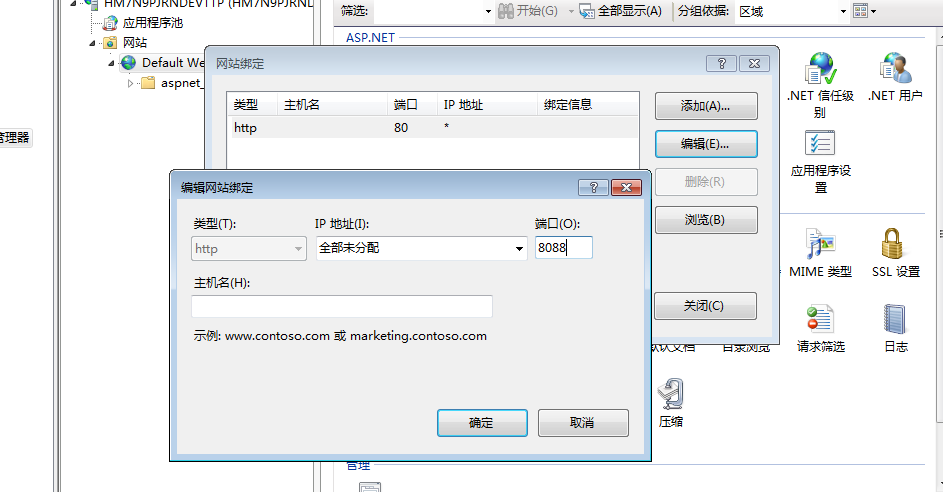 HM7N9PJRNDEVTTP (HM7N9PJRND
应用程序池
网站
Default We
aspnet_
管理器
筛选:
开始(G)
全部显示(A)
分组依据:
区域
ASP.NET
.NET 信任级别
.NET 用户
应用程序设置
MIME 类型
SSL 设置
默认文档
目录浏览
请求筛选
日志
压缩
管理
网站绑定
类型 主机名 端口 IP 地址 绑定信息
http 80 *
添加(A)...
编辑(E)...
删除(R)
浏览(B)
关闭(C)
编辑网站绑定
类型(T): IP 地址(I): 端口(O):
http 全部未分配 8088
主机名(H):
示例: www.contoso.com 或 marketing.contoso.com
确定 取消